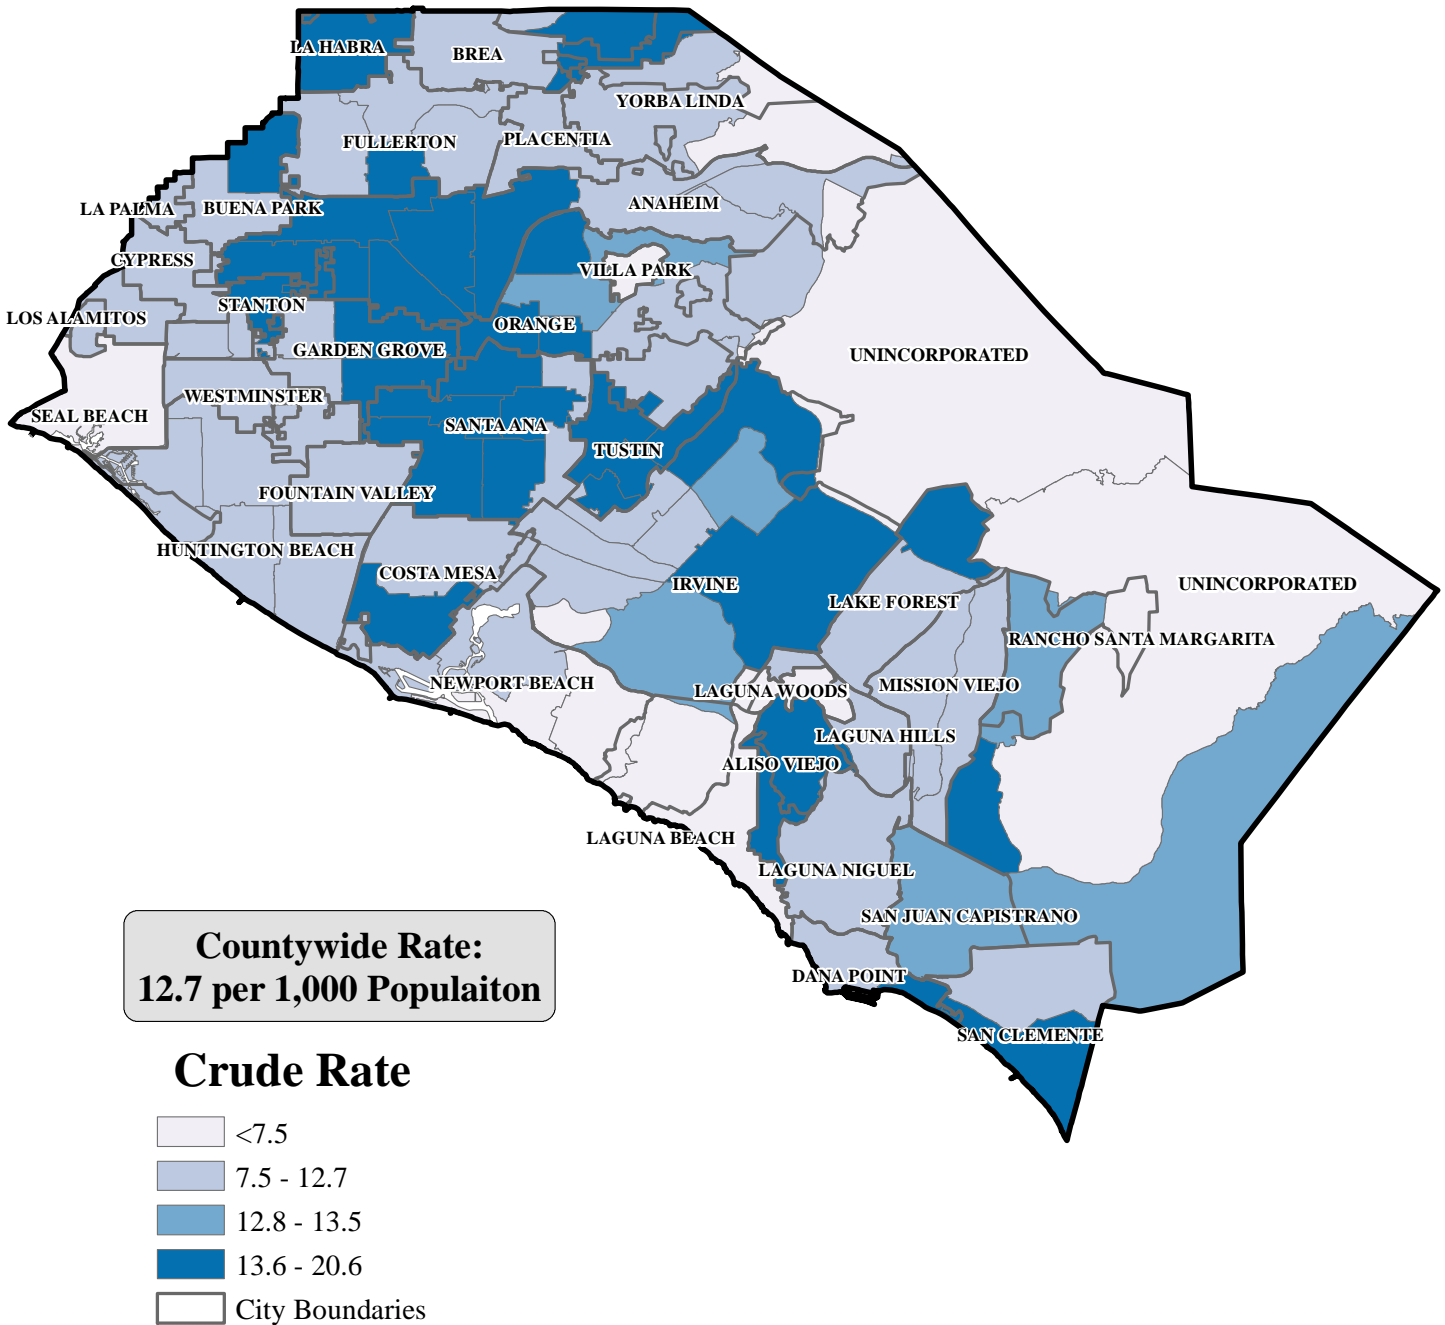 LA HABRA
BREA
YORBA LINDA
FULLERTON
PLACENTIA
LA PALMA
BUENA PARK
ANAHEIM
CYPRESS
VILLA PARK
STANTON
LOS ALAMITOS
ORANGE
GARDEN GROVE
UNINCORPORATED
WESTMINSTER
SEAL BEACH
SANTA ANA
TUSTIN
FOUNTAIN VALLEY
HUNTINGTON BEACH
COSTA MESA
IRVINE
UNINCORPORATED
LAKE FOREST
RANCHO SANTA MARGARITA
NEWPORT BEACH
LAGUNA WOODS
MISSION VIEJO
LAGUNA HILLS
ALISO VIEJO
LAGUNA BEACH
LAGUNA NIGUEL
SAN JUAN CAPISTRANO
DANA POINT
SAN CLEMENTE
Countywide Rate:
12.7 per 1,000 Populaiton
Crude Rate
<7.5
7.5 - 12.7
12.8 - 13.5
13.6 - 20.6
City Boundaries